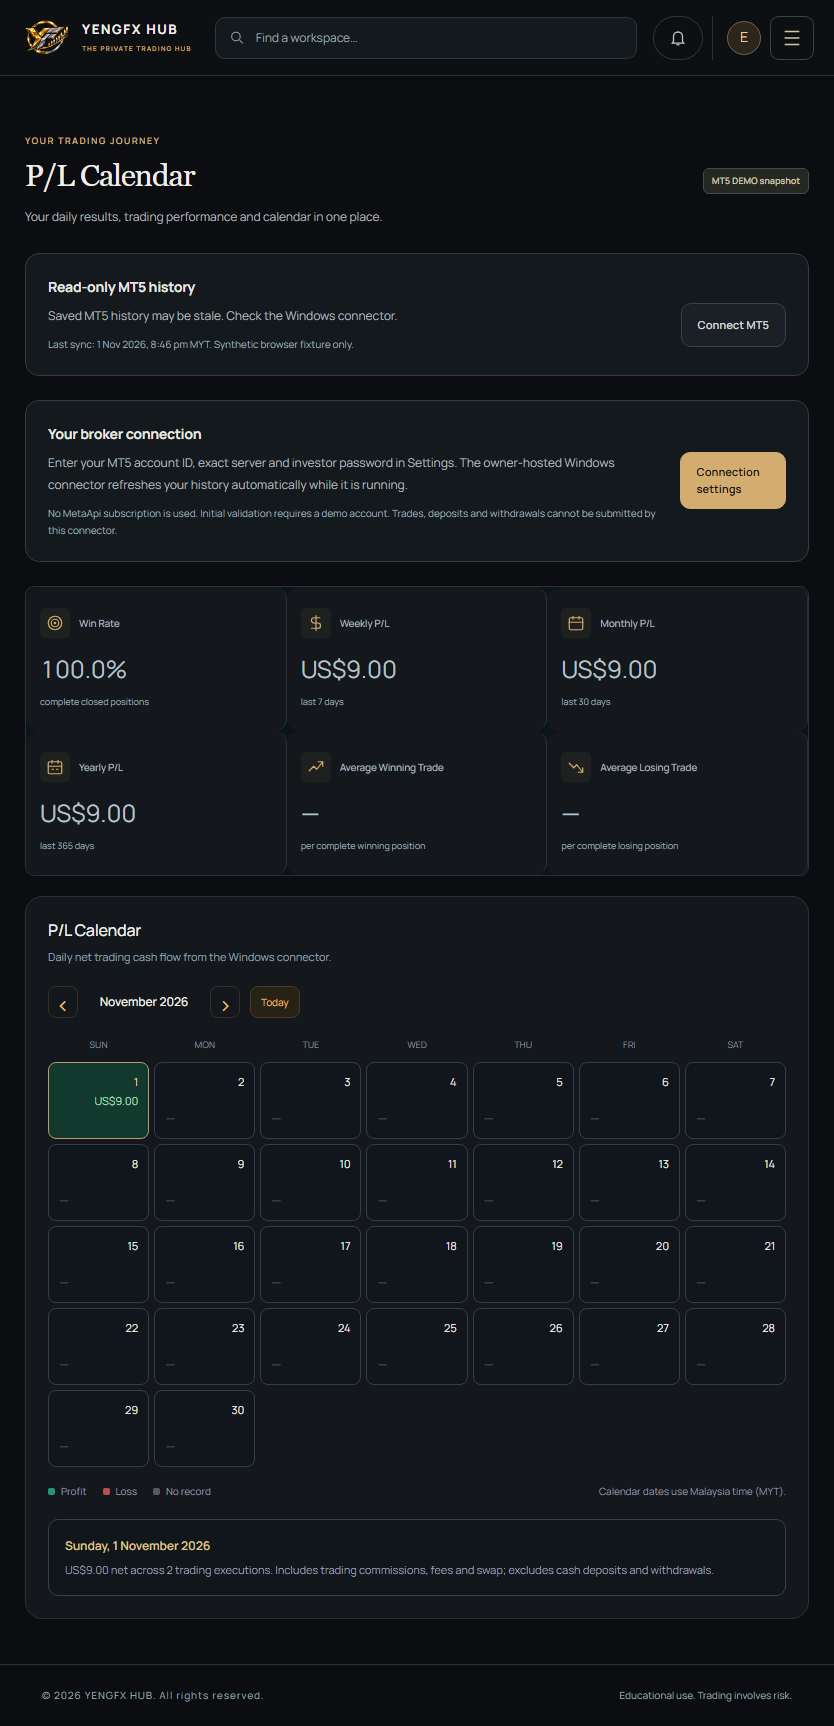 YENGFX HUB
THE PRIVATE TRADING HUB
Find a workspace...
E
YOUR TRADING JOURNEY
P/L Calendar
MT5 DEMO snapshot
Your daily results, trading performance and calendar in one place.
Read-only MT5 history
Saved MT5 history may be stale. Check the Windows connector.
Last sync: 1 Nov 2026, 8:46 pm MYT. Synthetic browser fixture only.
Connect MT5
Your broker connection
Enter your MT5 account ID, exact server and investor password in Settings. The owner-hosted Windows
connector refreshes your history automatically while it is running.
No MetaApi subscription is used. Initial validation requires a demo account. Trades, deposits and withdrawals cannot be submitted by
this connector.
Connection
settings
Win Rate
100.0%
complete closed positions
Weekly P/L
US$9.00
last 7 days
Monthly P/L
US$9.00
last 30 days
Yearly P/L
US$9.00
last 365 days
Average Winning Trade
—
per complete winning position
Average Losing Trade
—
per complete losing position
P/L Calendar
Daily net trading cash flow from the Windows connector.
November 2026
Today
SUN MON TUE WED THU FRI SAT
1 2 3 4 5 6 7
US$9.00 — — — — — —
8 9 10 11 12 13 14
— — — — — — —
15 16 17 18 19 20 21
— — — — — — —
22 23 24 25 26 27 28
— — — — — — —
29 30
— —
Profit Loss No record
Calendar dates use Malaysia time (MYT).
Sunday, 1 November 2026
US$9.00 net across 2 trading executions. Includes trading commissions, fees and swap; excludes cash deposits and withdrawals.
© 2026 YENGFX HUB. All rights reserved.
Educational use. Trading involves risk.